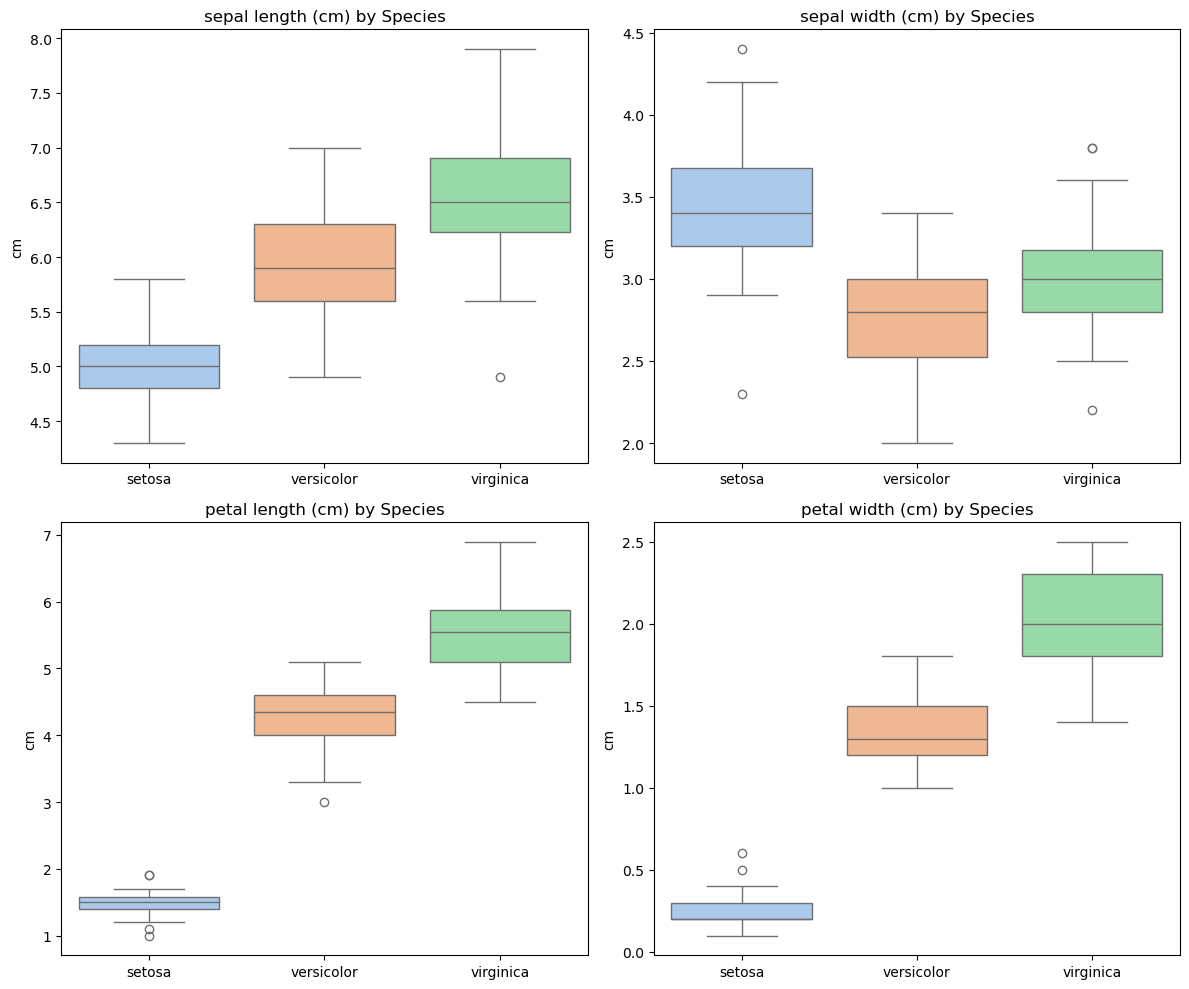 sepal length (cm) by Species
cm
8.0
7.5
7.0
6.5
6.0
5.5
5.0
4.5
setosa
versicolor
virginica
sepal width (cm) by Species
cm
4.5
4.0
3.5
3.0
2.5
2.0
setosa
versicolor
virginica
petal length (cm) by Species
cm
7
6
5
4
3
2
1
setosa
versicolor
virginica
petal width (cm) by Species
cm
2.5
2.0
1.5
1.0
0.5
0.0
setosa
versicolor
virginica